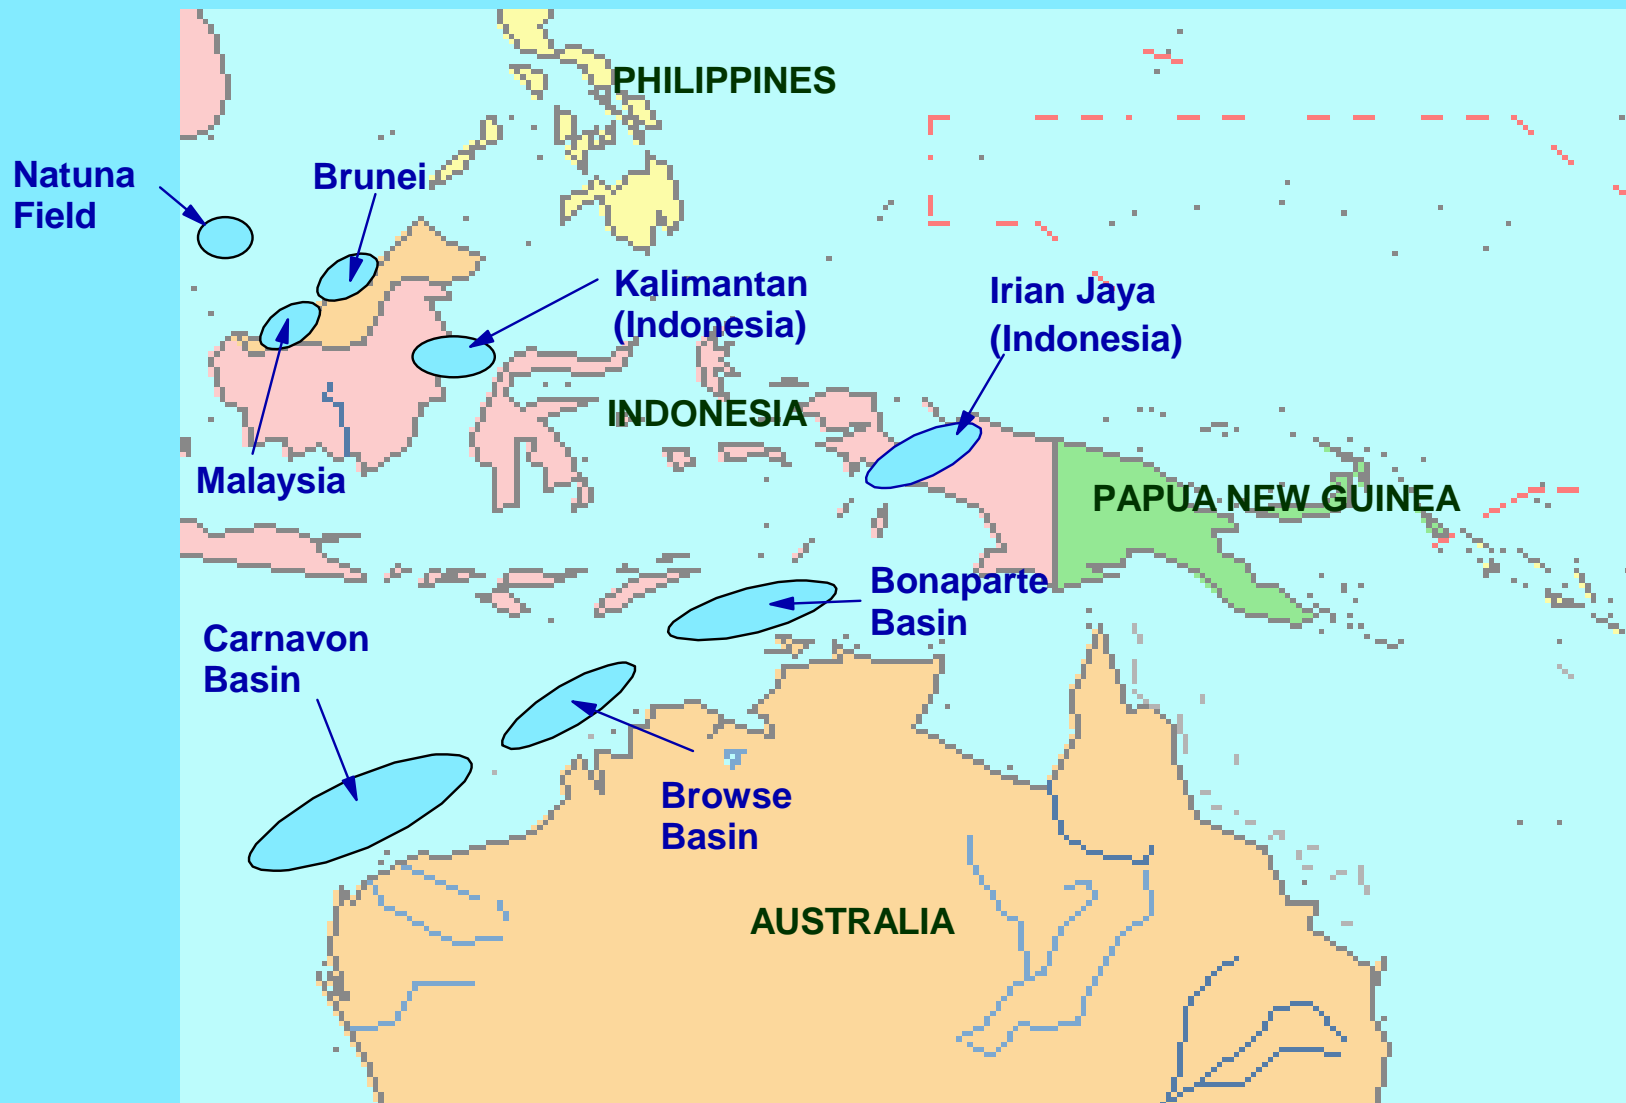 PHILIPPINES
Natuna
Field
Brunei
Kalimantan
(Indonesia)
Irian Jaya
(Indonesia)
INDONESIA
Malaysia
PAPUA NEW GUINEA
Bonaparte
Basin
Carnavon
Basin
Browse
Basin
AUSTRALIA